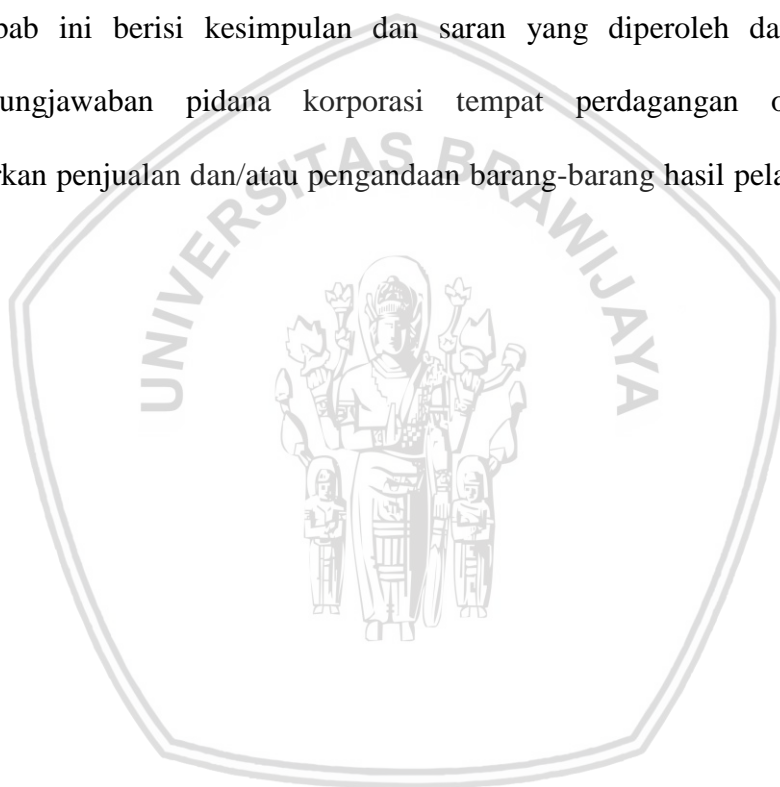 bab ini berisi kesimpulan dan saran yang diperoleh da
ungjawaban pidana korporasi tempat perdagangan
rkan penjualan dan/atau pengandaan barang-barang hasil pela
UNIVERSITAS BRAWIJAYA